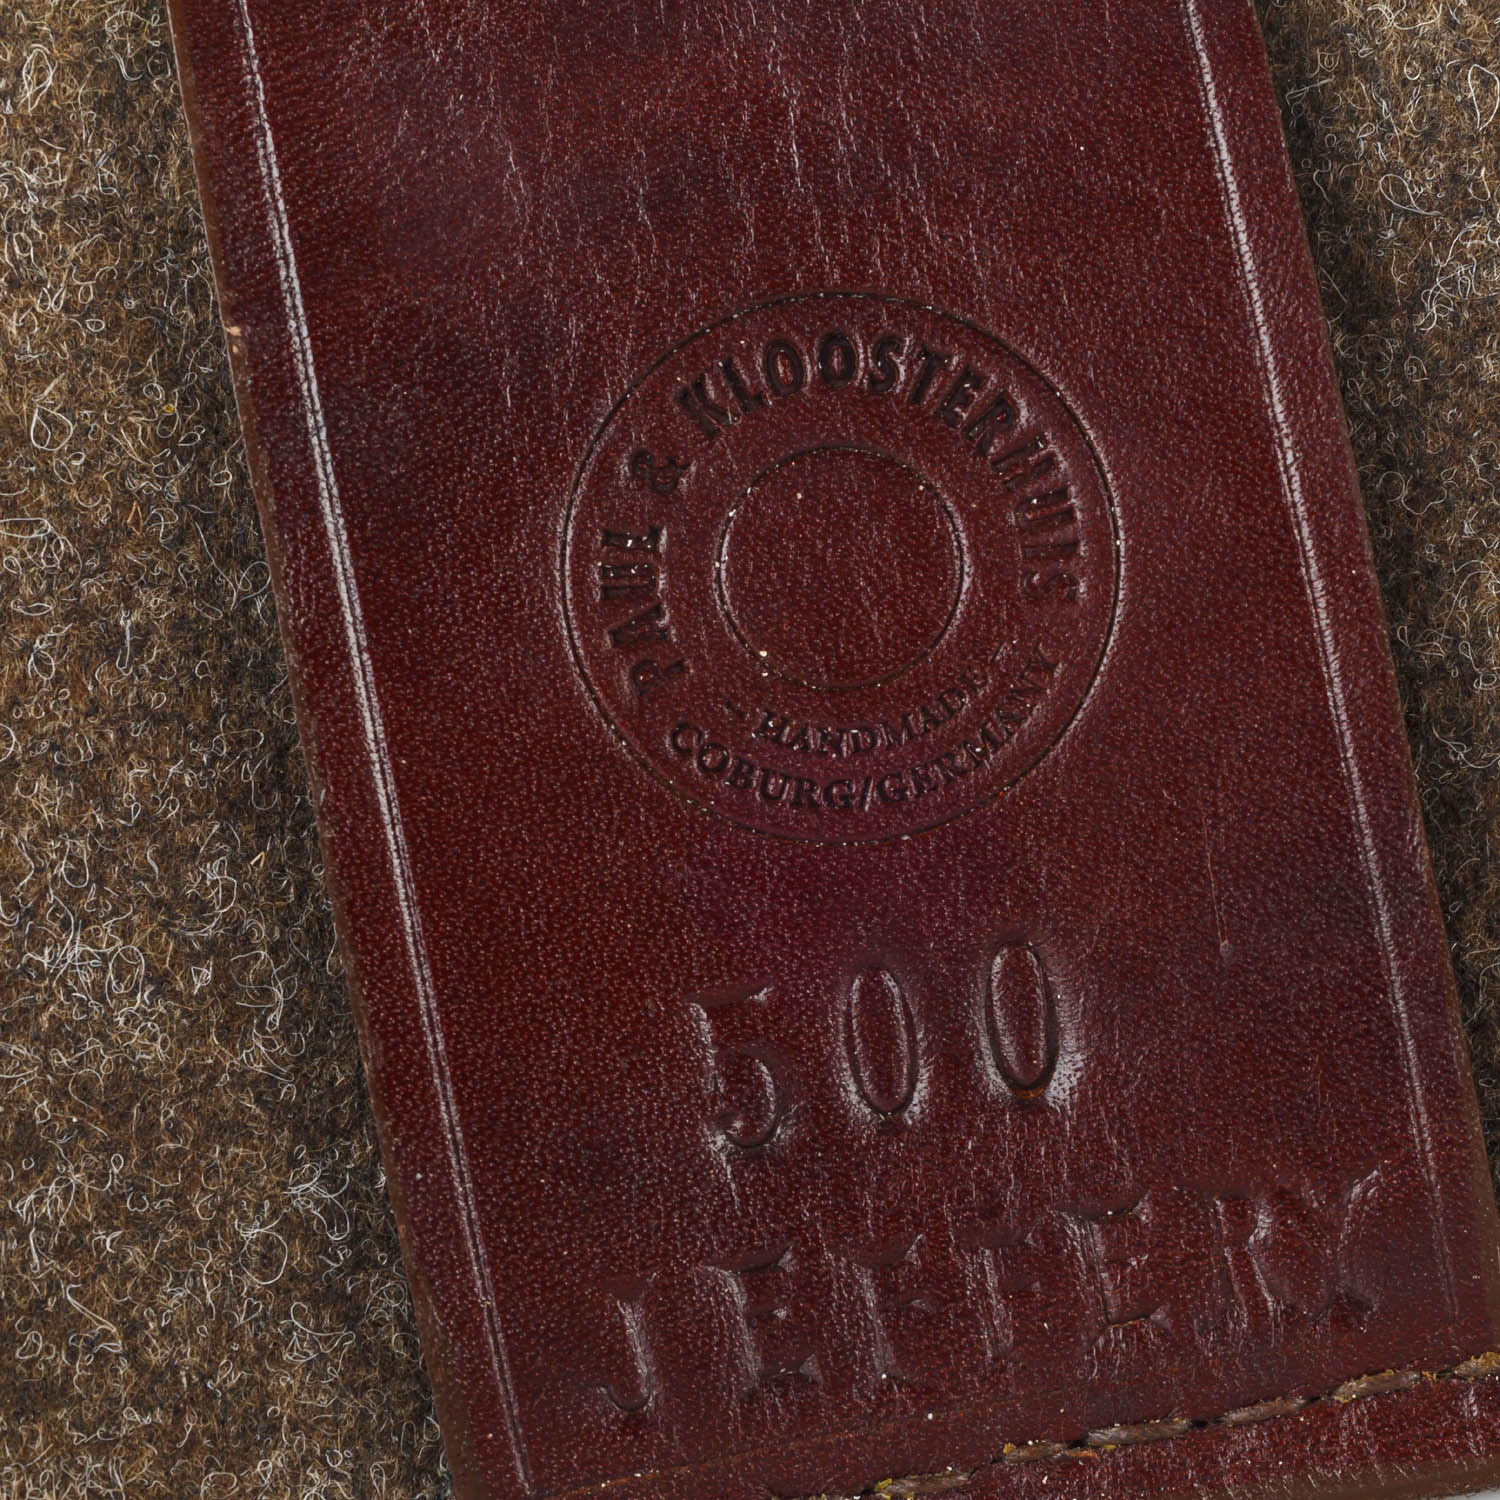 PAUL & KLOOSTERHUIS
- HANDMADE -
COBURG/GERMANY
500
JEFFERY